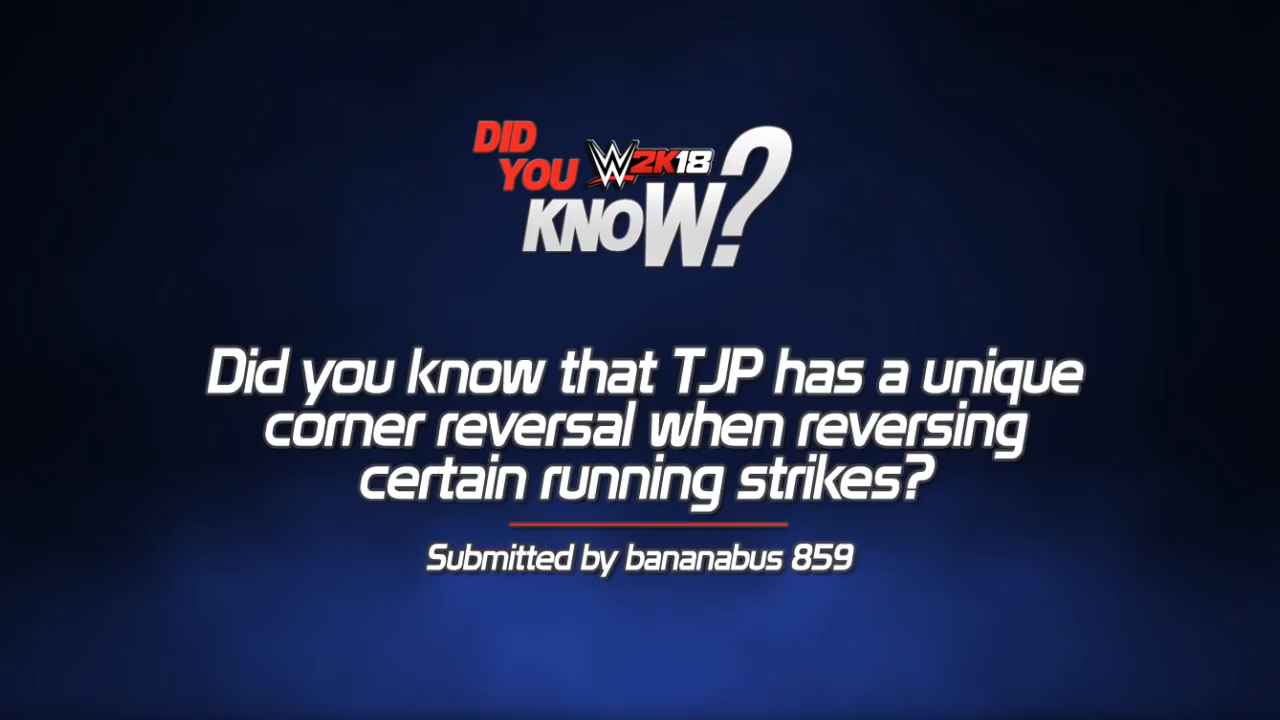 DID
YOU W 2K18
KNOW?
Did you know that TJP has a unique
corner reversal when reversing
certain running strikes?
Submitted by bananabus 859